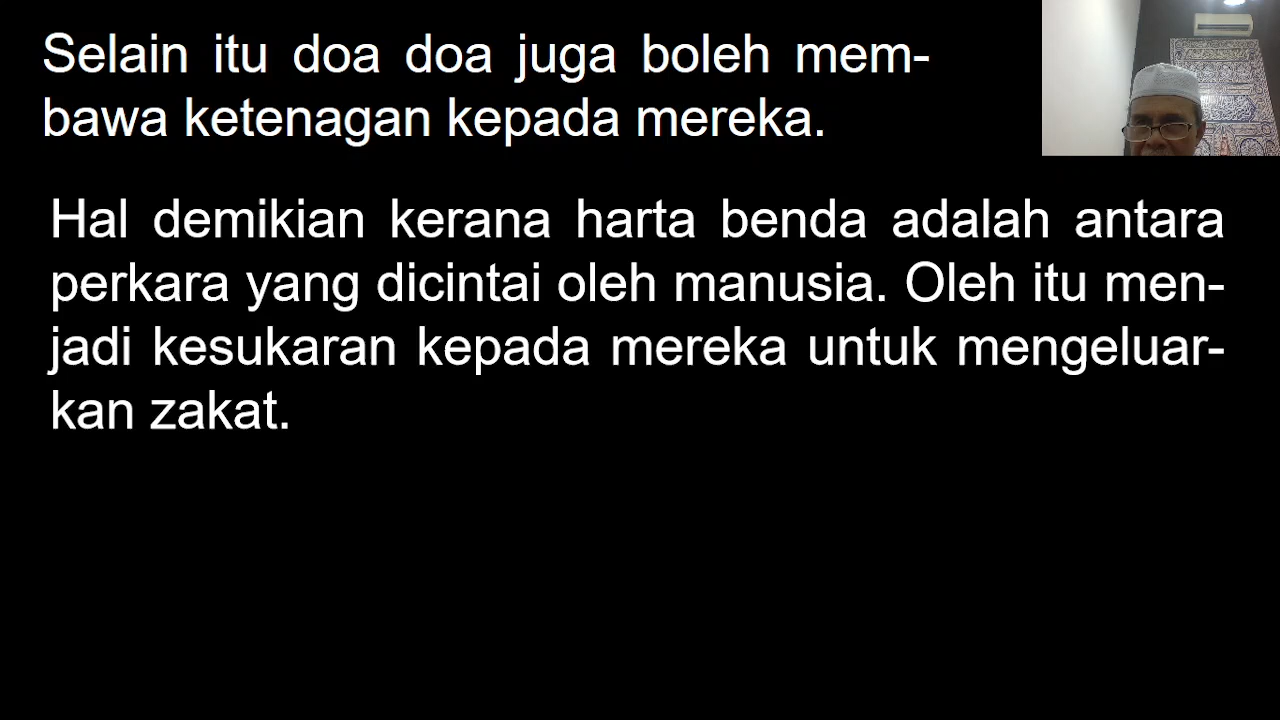 Selain itu doa doa juga boleh mem-
bawa ketenagan kepada mereka.
Hal demikian kerana harta benda adalah antara
perkara yang dicintai oleh manusia. Oleh itu men-
jadi kesukaran kepada mereka untuk mengeluar-
kan zakat.